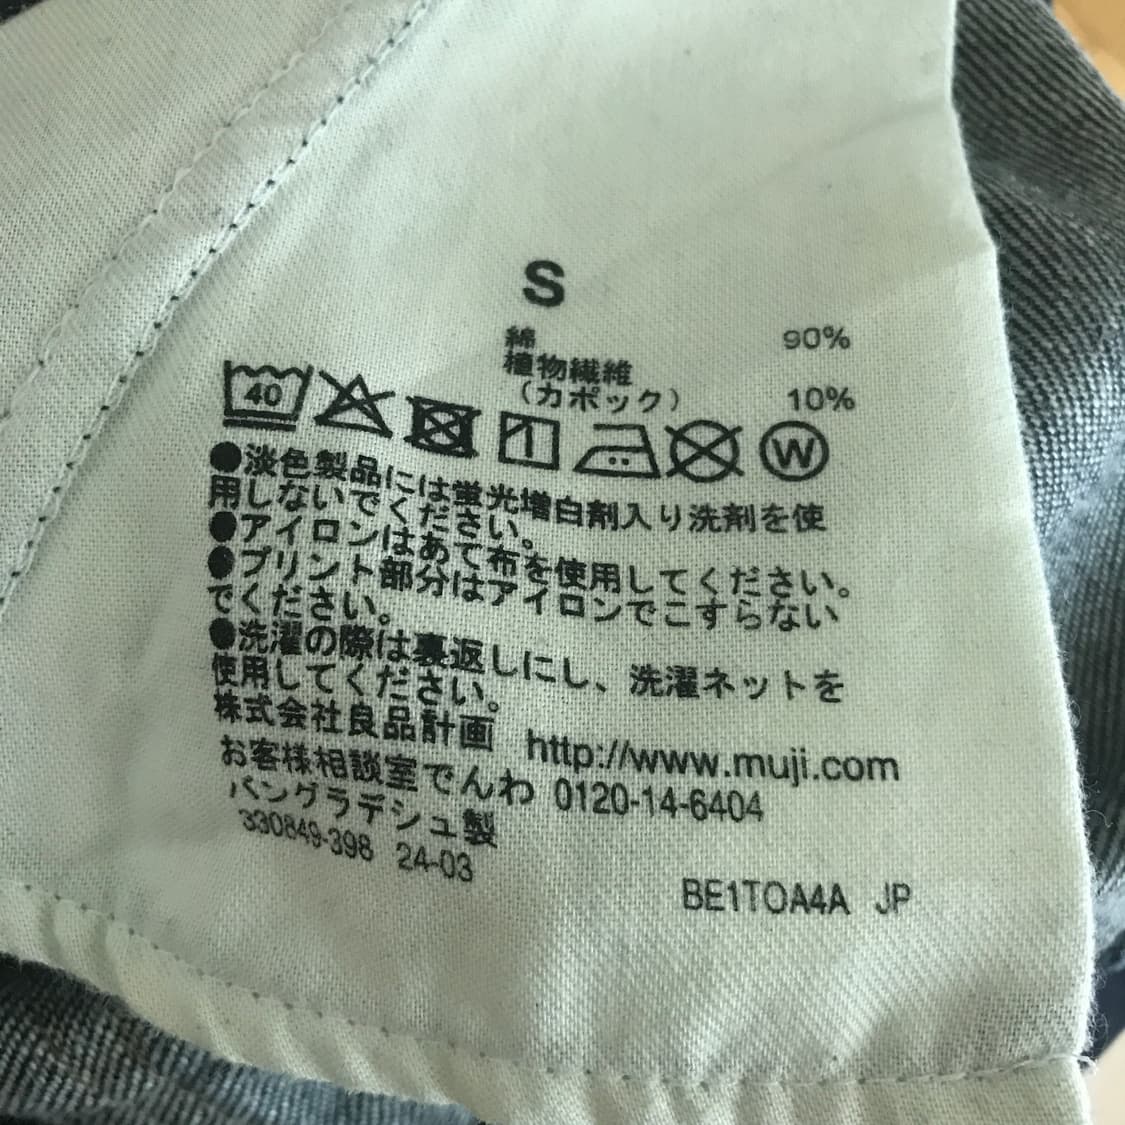 S
綿 90%
植物繊維
（カポック） 10%
40
W
●淡色製品には蛍光増白剤入り洗剤を使
用しないでください。
●アイロンはあて布を使用してください。
●プリント部分はアイロンでこすらない
でください。
●洗濯の際は裏返しにし、洗濯ネットを
使用してください。
株式会社良品計画 http://www.muji.com
お客様相談室でんわ 0120-14-6404
バングラデシュ製
330849-398 24-03
BE1TOA4A JP